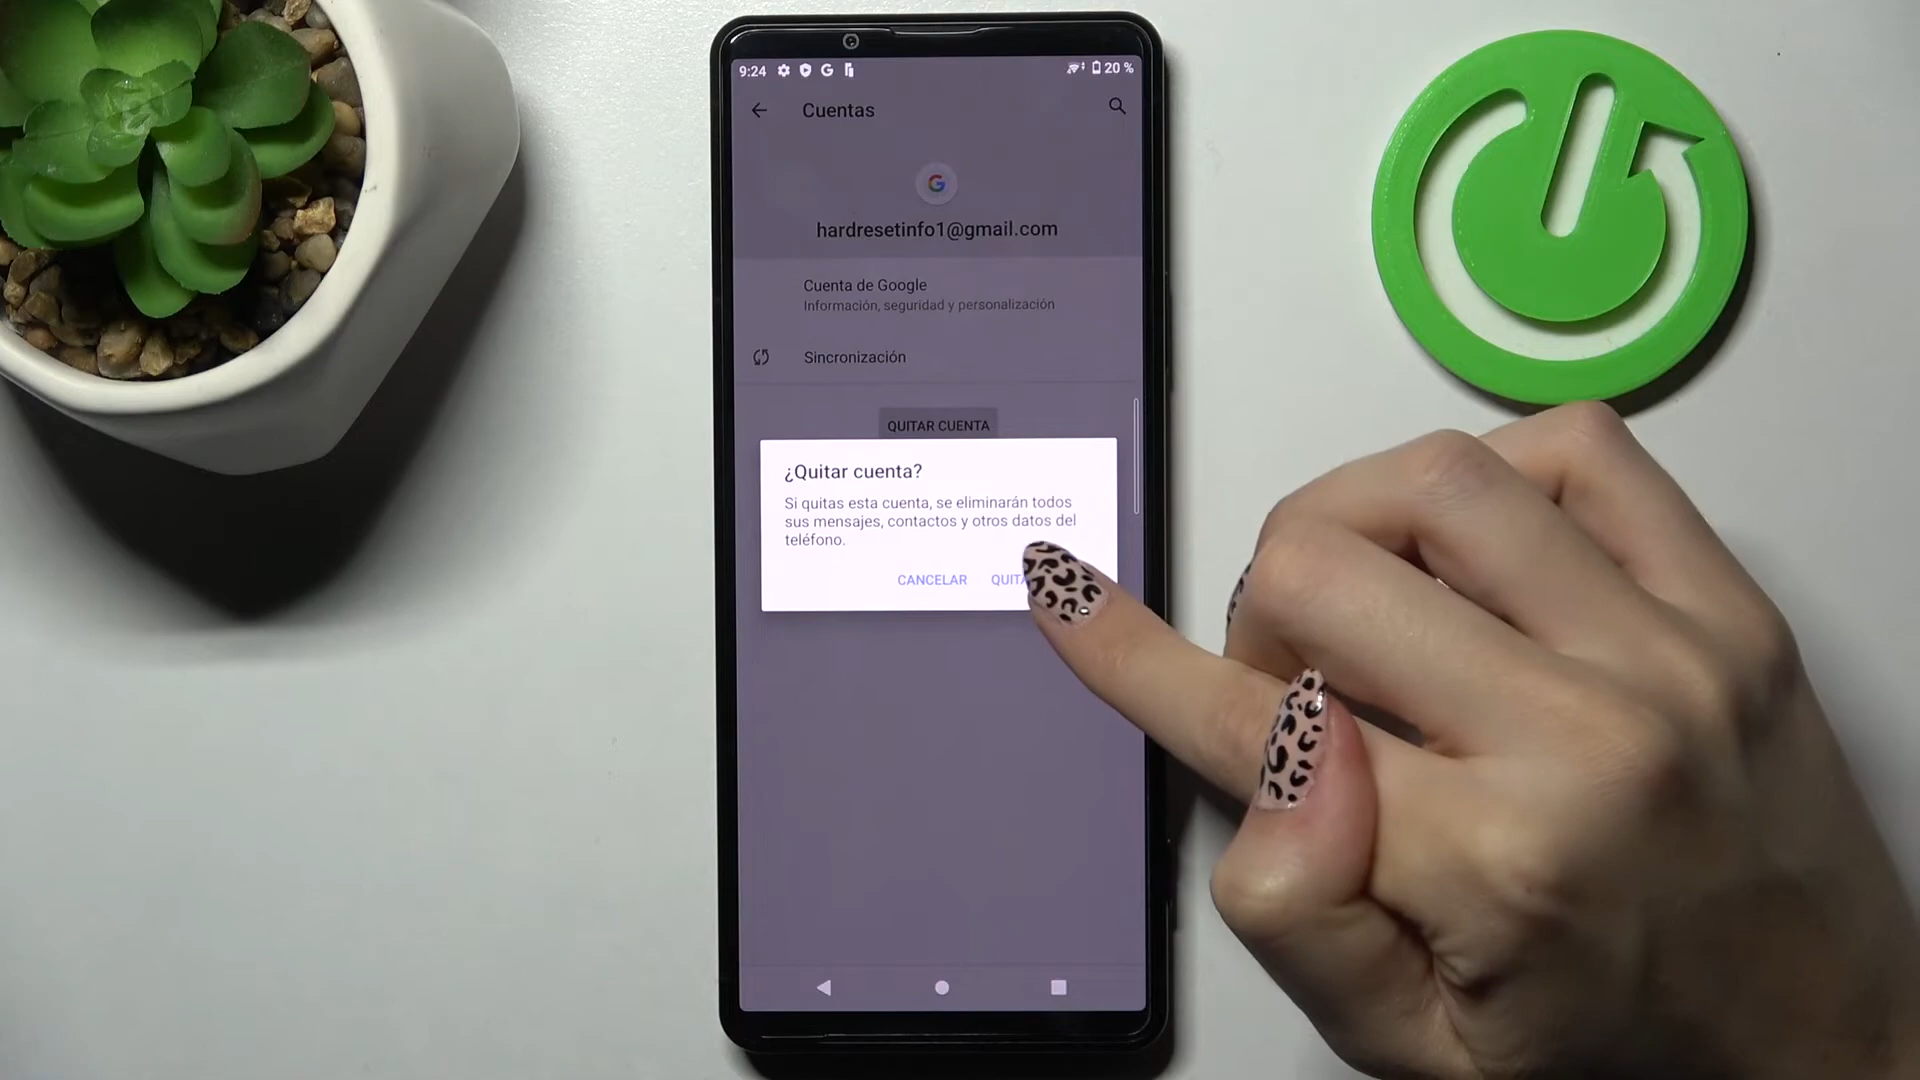 9:24
20 %
Cuentas
hardresetinfo1@gmail.com
Cuenta de Google
Información, seguridad y personalización
Sincronización
QUITAR CUENTA
¿Quitar cuenta?
Si quitas esta cuenta, se eliminarán todos
sus mensajes, contactos y otros datos del
teléfono.
CANCELAR